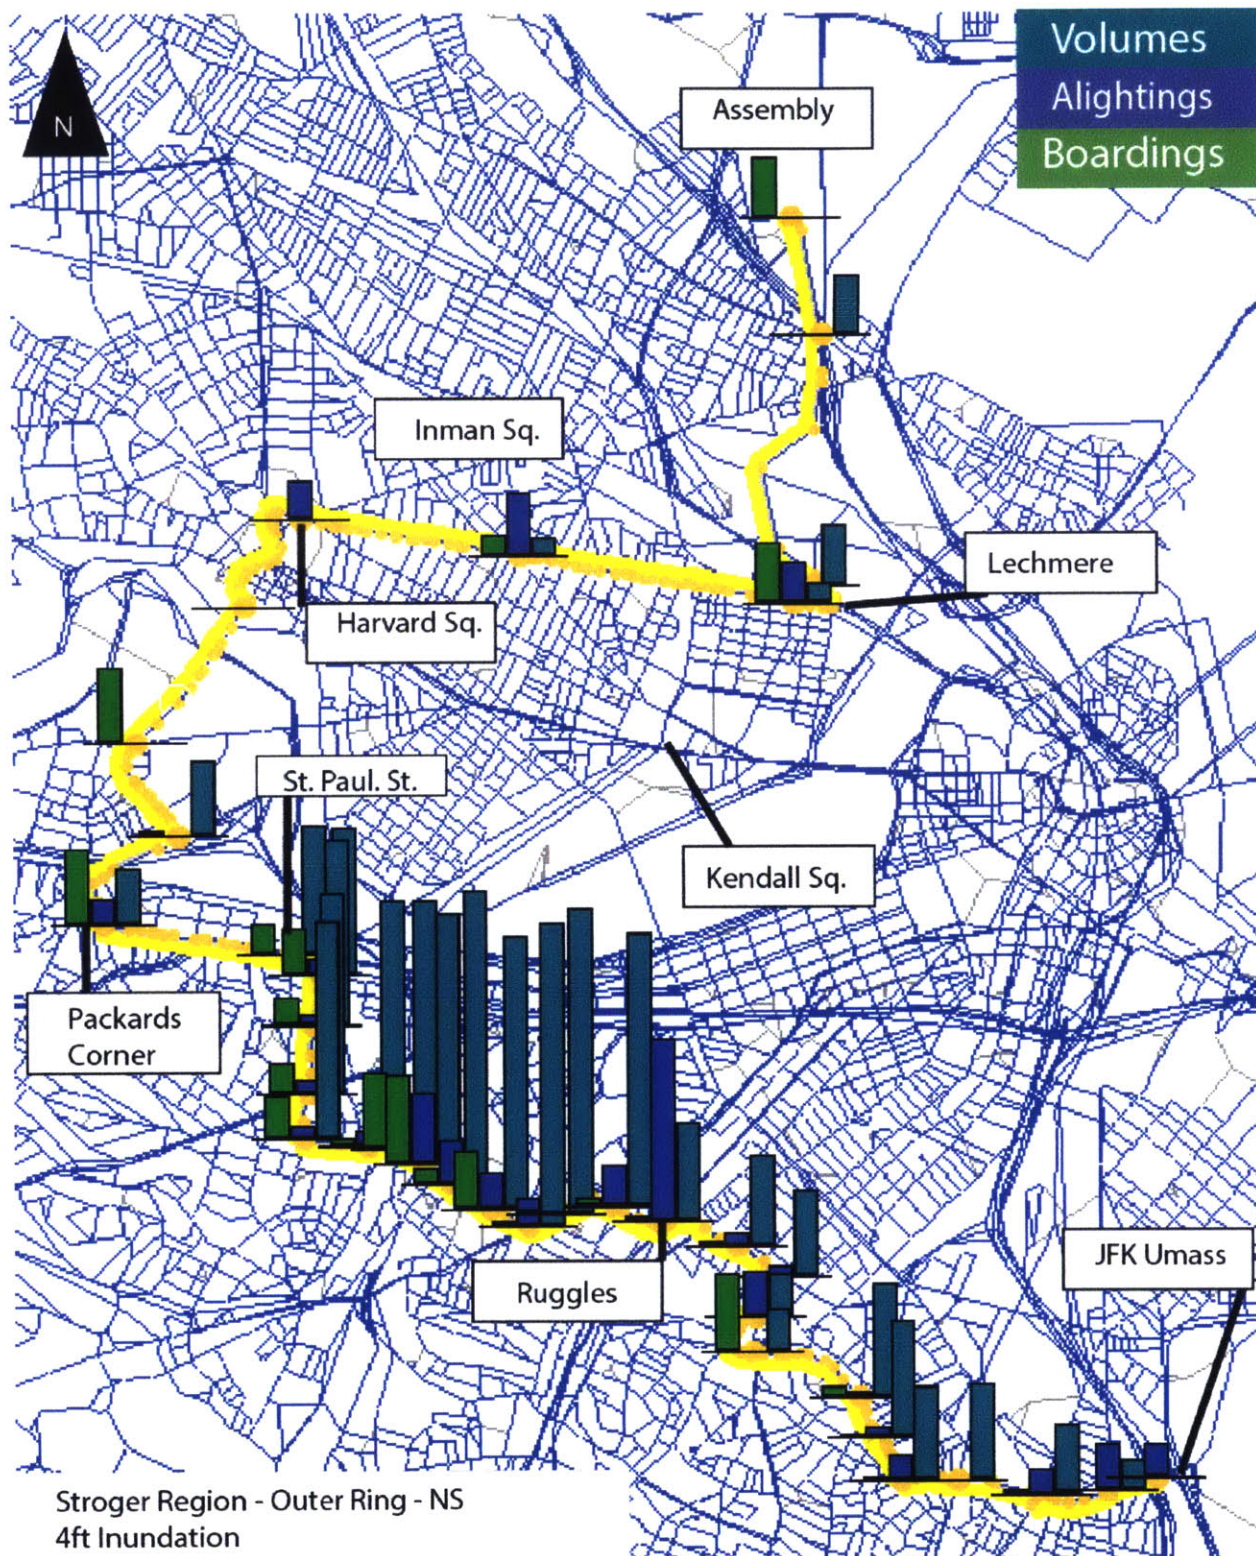 Volumes
Alightings
Boardings
Assembly
N
Inman Sq.
Lechmere
Harvard Sq.
St. Paul. St.
Kendall Sq.
Packards
Corner
JFK Umass
Ruggles
Stroger Region - Outer Ring - NS
4ft Inundation